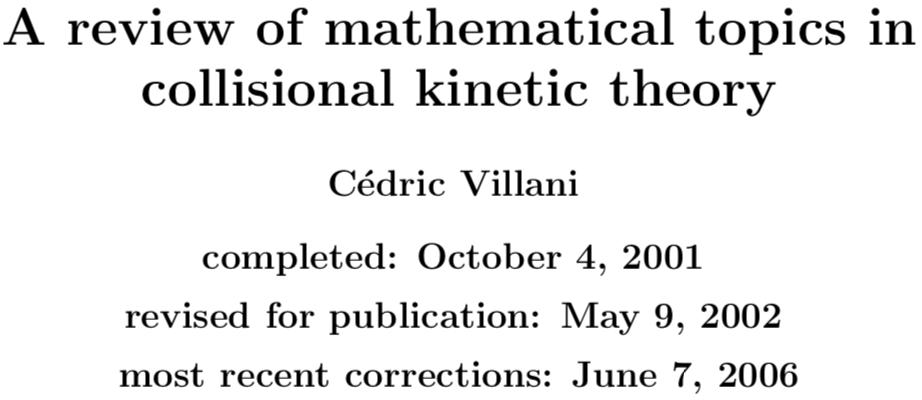 A review of mathematical topics in
collisional kinetic theory
Cédric Villani
completed: October 4, 2001
revised for publication: May 9, 2002
most recent corrections: June 7, 2006